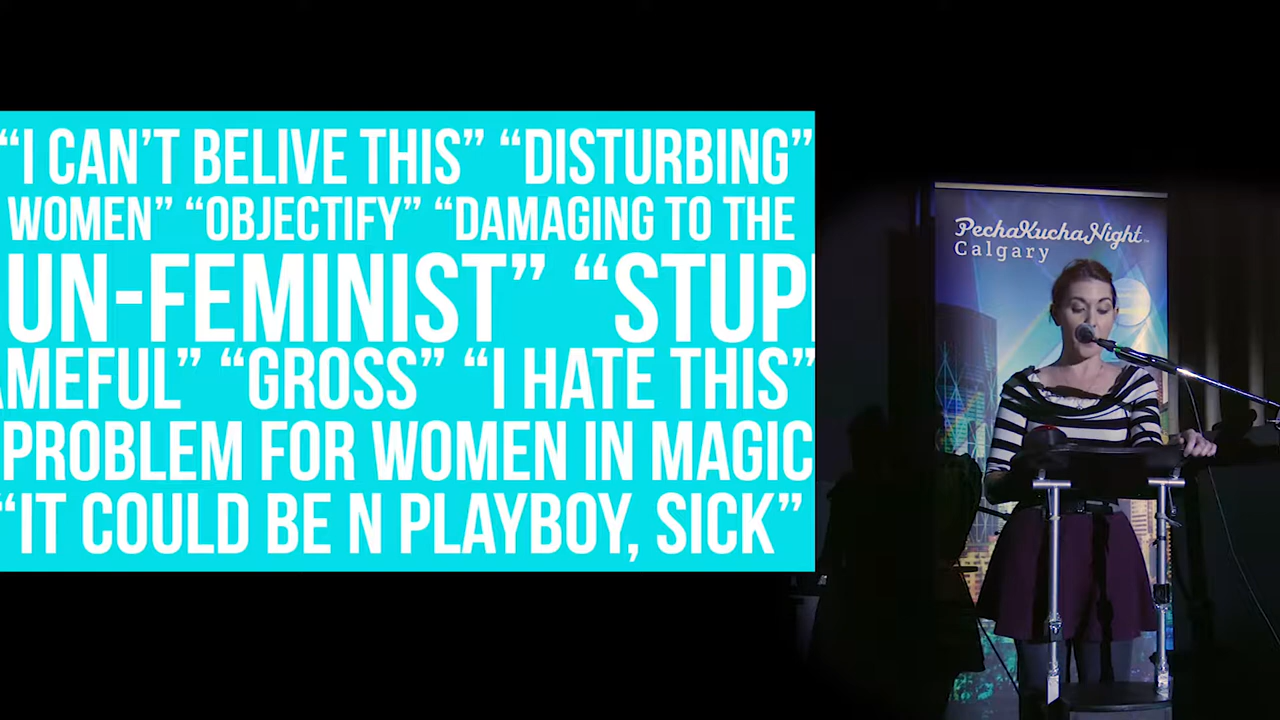 “I CAN’T BELIVE THIS” “DISTURBING”
WOMEN” “OBJECTIFY” “DAMAGING TO THE
UN-FEMINIST” “STUP
AMEFUL” “GROSS” “I HATE THIS”
PROBLEM FOR WOMEN IN MAGIC
“IT COULD BE N PLAYBOY, SICK”
PechaKucha Night
Calgary